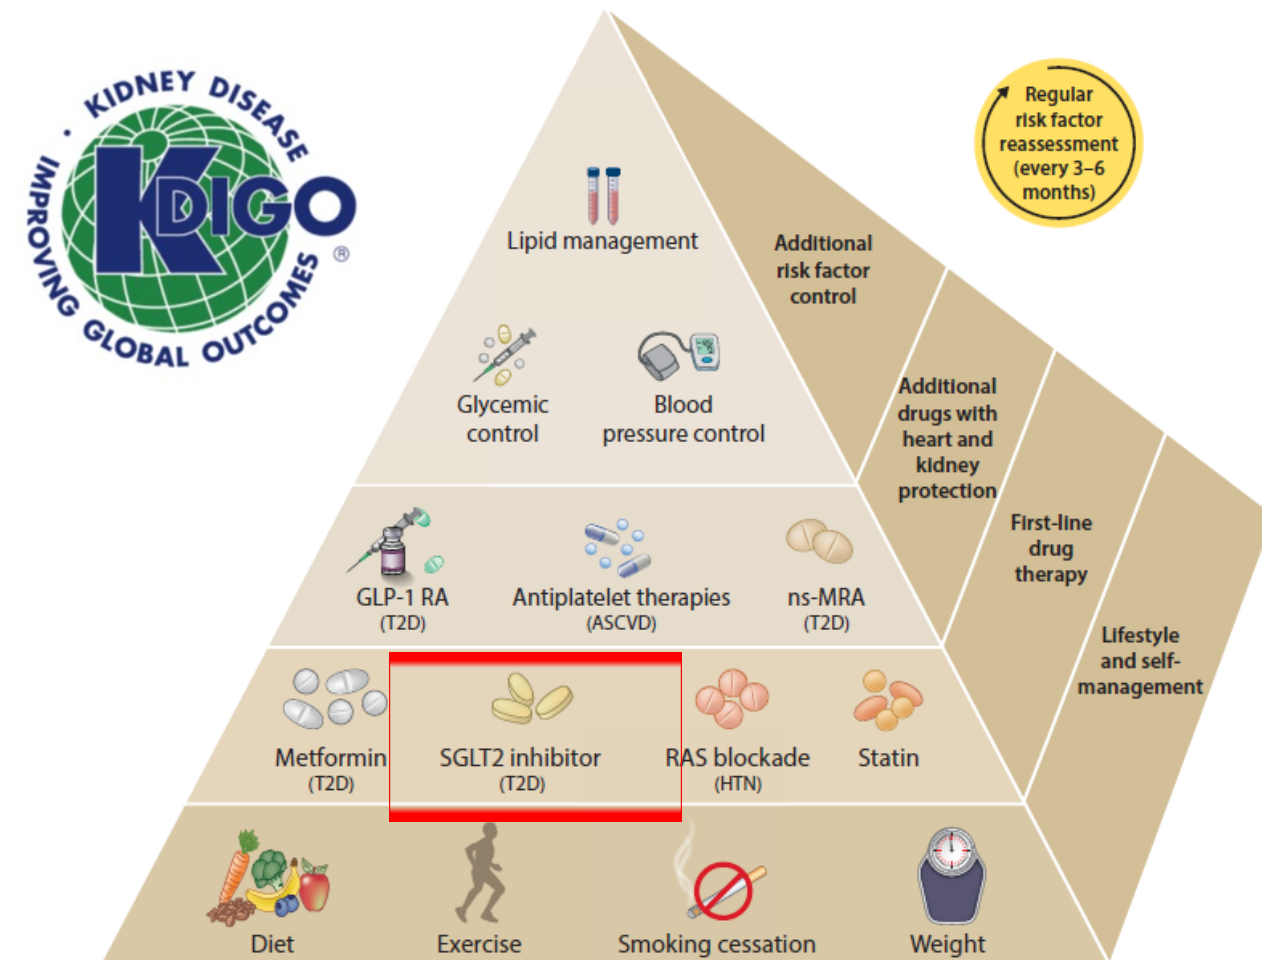 · KIDNEY DISEASE
IMPROVING GLOBAL OUTCOMES
KDIGO
®
Regular
risk factor
reassessment
(every 3–6
months)
Lipid management
Additional
risk factor
control
Glycemic
control
Blood
pressure control
Additional
drugs with
heart and
kidney
protection
GLP-1 RA
(T2D)
Antiplatelet therapies
(ASCVD)
ns-MRA
(T2D)
First-line
drug
therapy
Metformin
(T2D)
SGLT2 inhibitor
(T2D)
RAS blockade
(HTN)
Statin
Lifestyle
and self-
management
Diet
Exercise
Smoking cessation
Weight